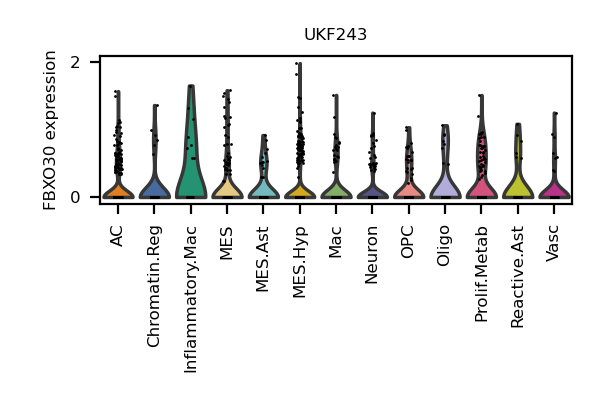 UKF243
FBXO30 expression
2
0
AC
Chromatin.Reg
Inflammatory.Mac
MES
MES.Ast
MES.Hyp
Mac
Neuron
OPC
Oligo
Prolif.Metab
Reactive.Ast
Vasc